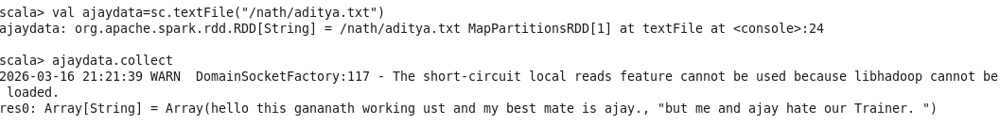 scala> val ajaydata=sc.textFile("/nath/aditya.txt")
ajaydata: org.apache.spark.rdd.RDD[String] = /nath/aditya.txt MapPartitionsRDD[1] at textFile at <console>:24
scala> ajaydata.collect
2026-03-16 21:21:39 WARN  DomainSocketFactory:117 - The short-circuit local reads feature cannot be used because libhadoop cannot be
 loaded.
res0: Array[String] = Array(hello this gananath working ust and my best mate is ajay., "but me and ajay hate our Trainer. ")